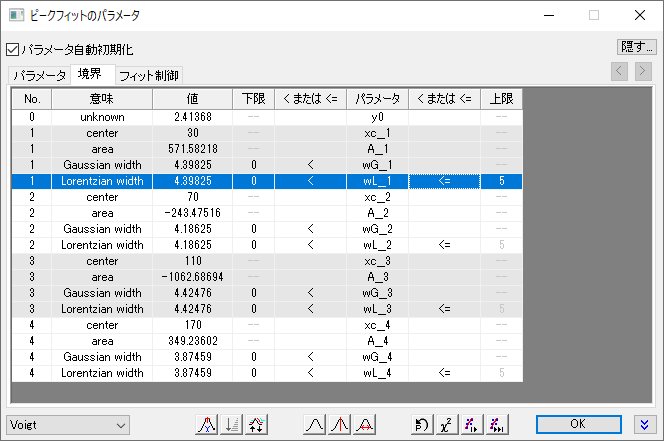 ピークフィットのパラメータ
パラメータ自動初期化
隠す...
パラメータ 境界 フィット制御
No. 意味 値 下限 < または <= パラメータ < または <= 上限
0 unknown 2.41368 -- y0 --
1 center 30 -- xc_1 --
1 area 571.58218 -- A_1 --
1 Gaussian width 4.39825 0 < wG_1 --
1 Lorentzian width 4.39825 0 < wL_1 <= 5
2 center 70 -- xc_2 --
2 area -243.47516 -- A_2 --
2 Gaussian width 4.18625 0 < wG_2 --
2 Lorentzian width 4.18625 0 < wL_2 <= 5
3 center 110 -- xc_3 --
3 area -1062.68694 -- A_3 --
3 Gaussian width 4.42476 0 < wG_3 --
3 Lorentzian width 4.42476 0 < wL_3 <= 5
4 center 170 -- xc_4 --
4 area 349.23602 -- A_4 --
4 Gaussian width 3.87459 0 < wG_4 --
4 Lorentzian width 3.87459 0 < wL_4 <= 5
Voigt P χ² OK